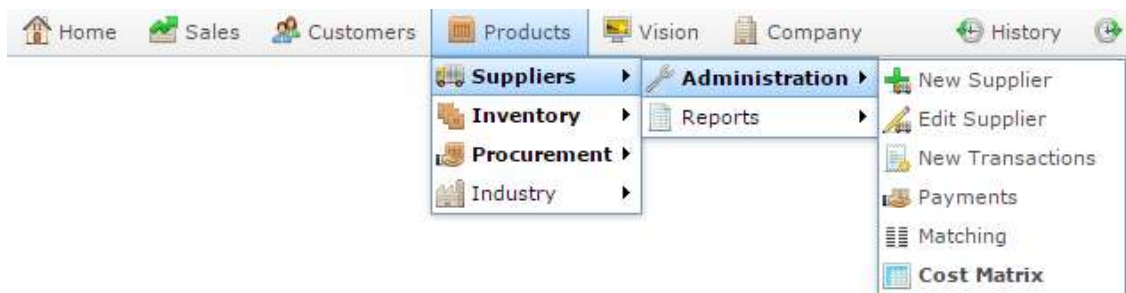 Home Sales Customers Products Vision Company History
Suppliers Administration New Supplier
Inventory Reports Edit Supplier
Procurement New Transactions
Industry Payments
Matching
Cost Matrix